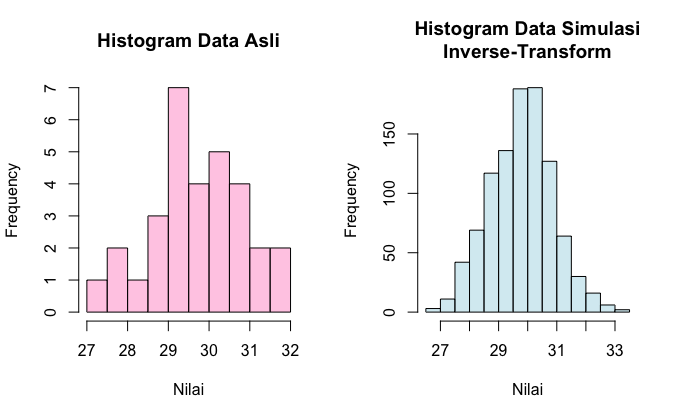 Histogram Data Asli
7
6
5
4
3
2
1
0
Frequency
27 28 29 30 31 32
Nilai
Histogram Data Simulasi
Inverse-Transform
150
100
50
0
Frequency
27 29 31 33
Nilai